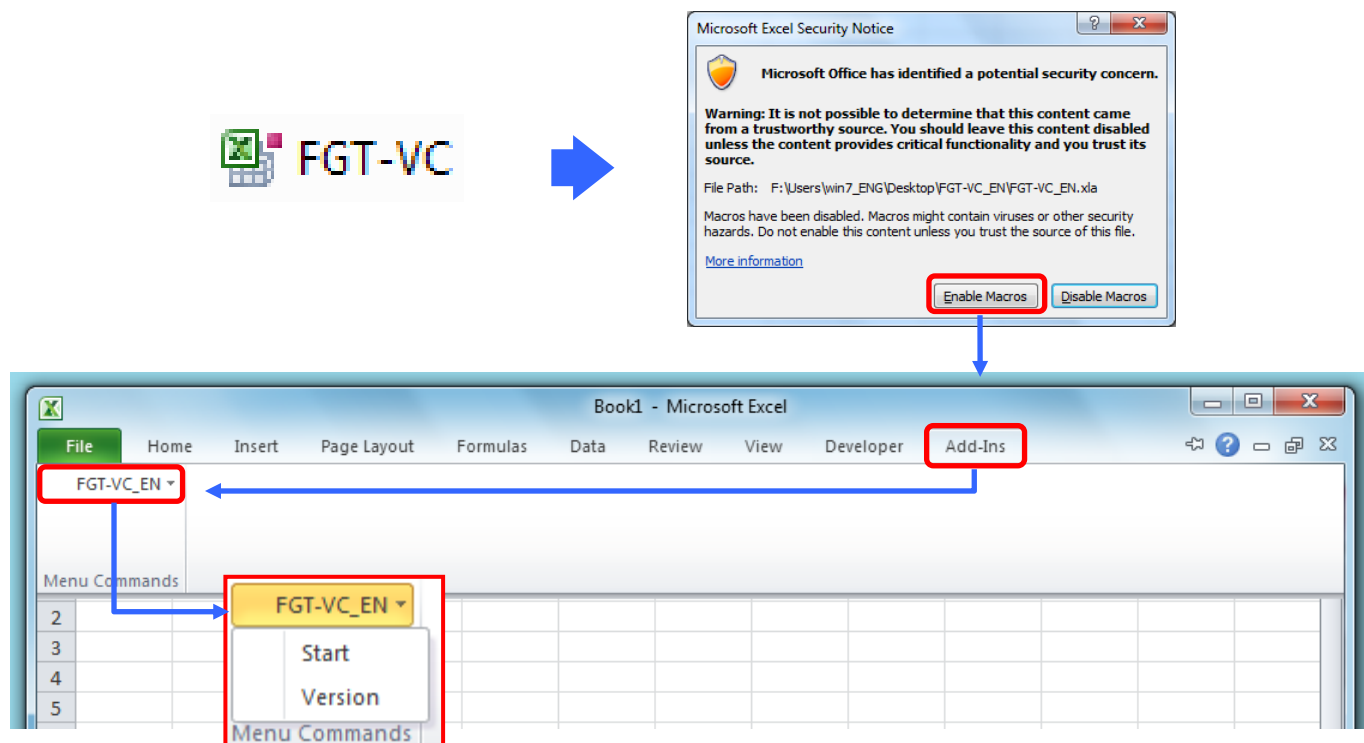 FGT-VC
Microsoft Excel Security Notice
Microsoft Office has identified a potential security concern.
Warning: It is not possible to determine that this content came
from a trustworthy source. You should leave this content disabled
unless the content provides critical functionality and you trust its
source.
File Path: F:\Users\win7_ENG\Desktop\FGT-VC_EN\FGT-VC_EN.xla
Macros have been disabled. Macros might contain viruses or other security
hazards. Do not enable this content unless you trust the source of this file.
More information
Enable Macros Disable Macros
Book1 - Microsoft Excel
File Home Insert Page Layout Formulas Data Review View Developer Add-Ins
FGT-VC_EN
Menu Commands
FGT-VC_EN
Start
Version
Menu Commands
2
3
4
5